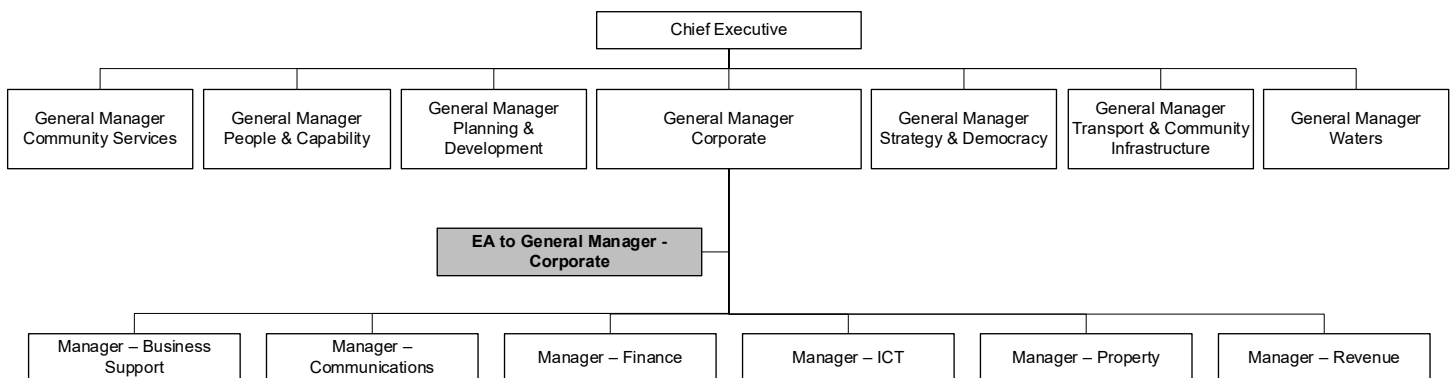 Chief Executive
General Manager
Community Services
General Manager
People & Capability
General Manager
Planning &
Development
General Manager
Corporate
General Manager
Strategy & Democracy
General Manager
Transport & Community
Infrastructure
General Manager
Waters
EA to General Manager -
Corporate
Manager – Business
Support
Manager –
Communications
Manager – Finance
Manager – ICT
Manager – Property
Manager – Revenue